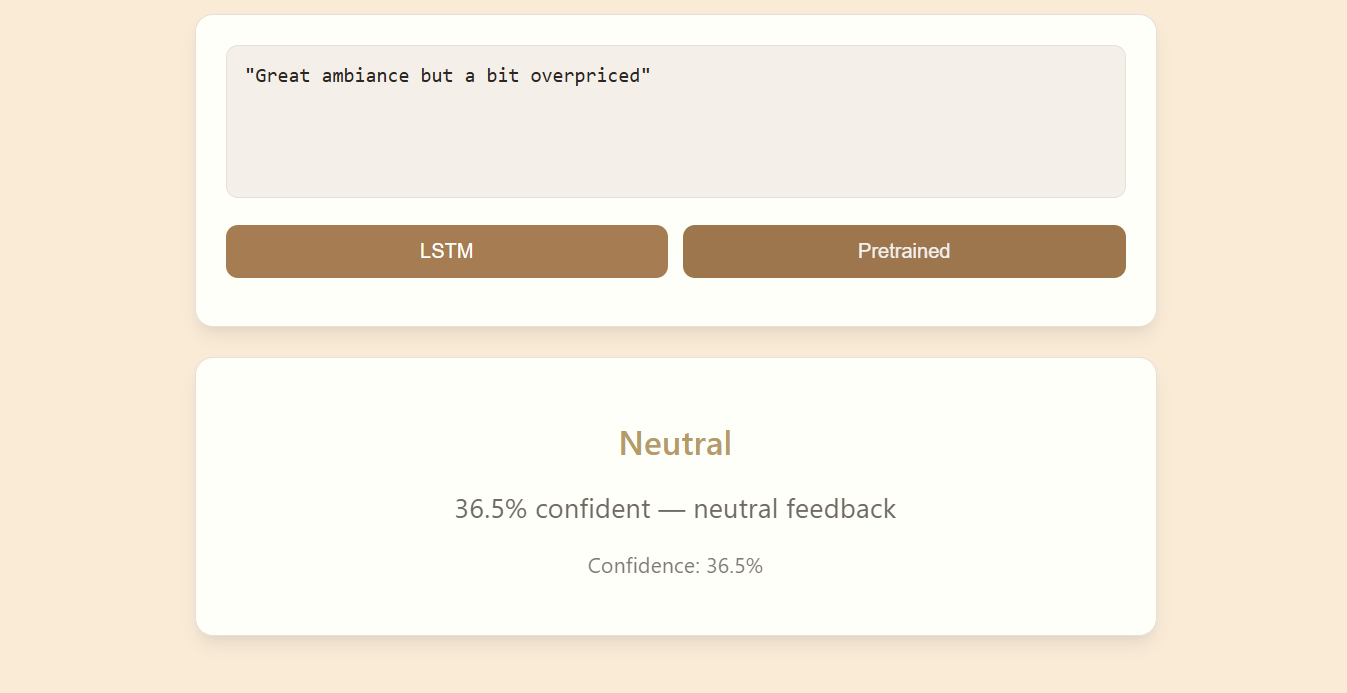 "Great ambiance but a bit overpriced"
LSTM
Pretrained
Neutral
36.5% confident — neutral feedback
Confidence: 36.5%